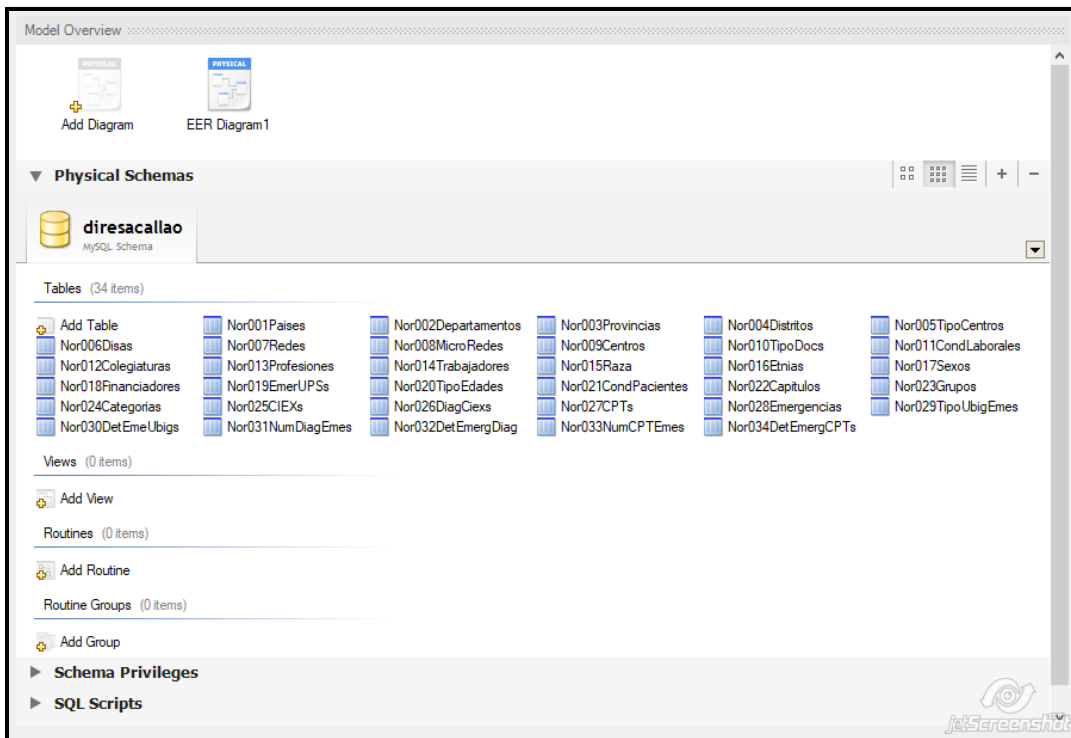 Model Overview
PHYSICAL PHYSICAL
Add Diagram EER Diagram1
Physical Schemas
diresacallao
MySQL Schema
Tables (34 items)
Add Table Nor001Paises Nor002Departamentos Nor003Provincias Nor004Distritos Nor005TipoCentros
Nor006Disas Nor007Redes Nor008MicroRedes Nor009Centros Nor010TipoDocs Nor011CondLaborales
Nor012Colegiaturas Nor013Profesiones Nor014Trabajadores Nor015Raza Nor016Etnias Nor017Sexos
Nor018Financiadores Nor019EmerUPSs Nor020TipoEdades Nor021CondPacientes Nor022Capitulos Nor023Grupos
Nor024Categorias Nor025CIEXs Nor026DiagCiexs Nor027CPTs Nor028Emergencias Nor029TipoUbigEmes
Nor030DetEmeUbigs Nor031NumDiagEmes Nor032DetEmergDiag Nor033NumCPTEmes Nor034DetEmergCPTs
Views (0 items)
Add View
Routines (0 items)
Add Routine
Routine Groups (0 items)
Add Group
Schema Privileges
SQL Scripts
jetScreenshot